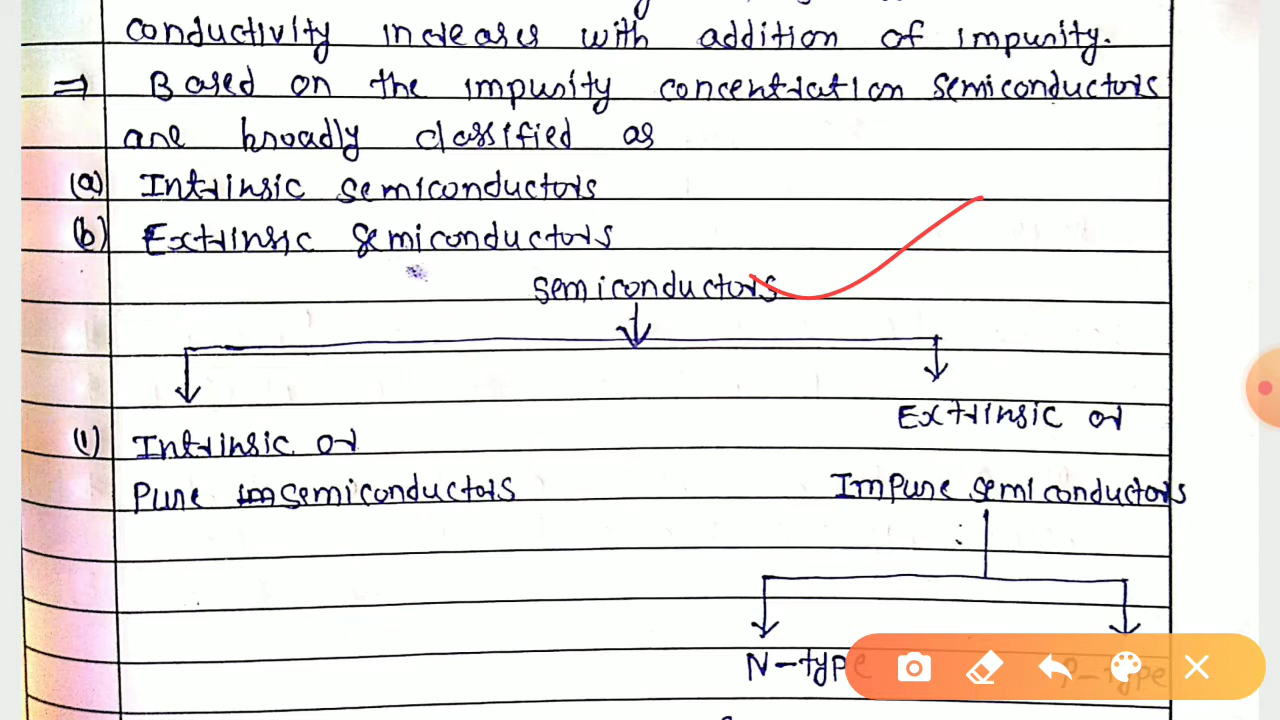 conductivity increases with addition of impurity.
⇒ Based on the impurity concentration semiconductors
are broadly classified as
(a) Intrinsic semiconductors
(b) Extrinsic semiconductors
semiconductors
Extrinsic or
(1) Intrinsic or
Pure semiconductors
Impure semiconductors
N-type
P-type